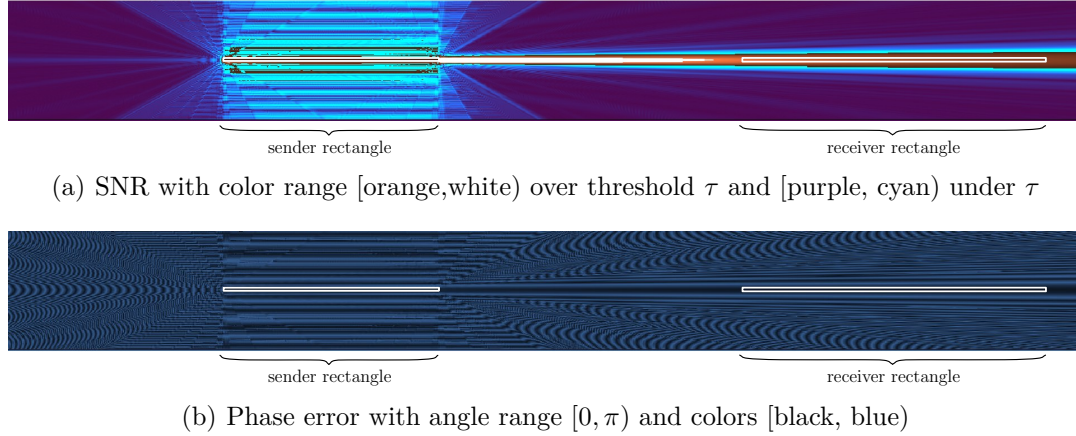 sender rectangle receiver rectangle
(a) SNR with color range [orange,white) over threshold τ and [purple, cyan) under τ
sender rectangle receiver rectangle
(b) Phase error with angle range [0, π) and colors [black, blue)